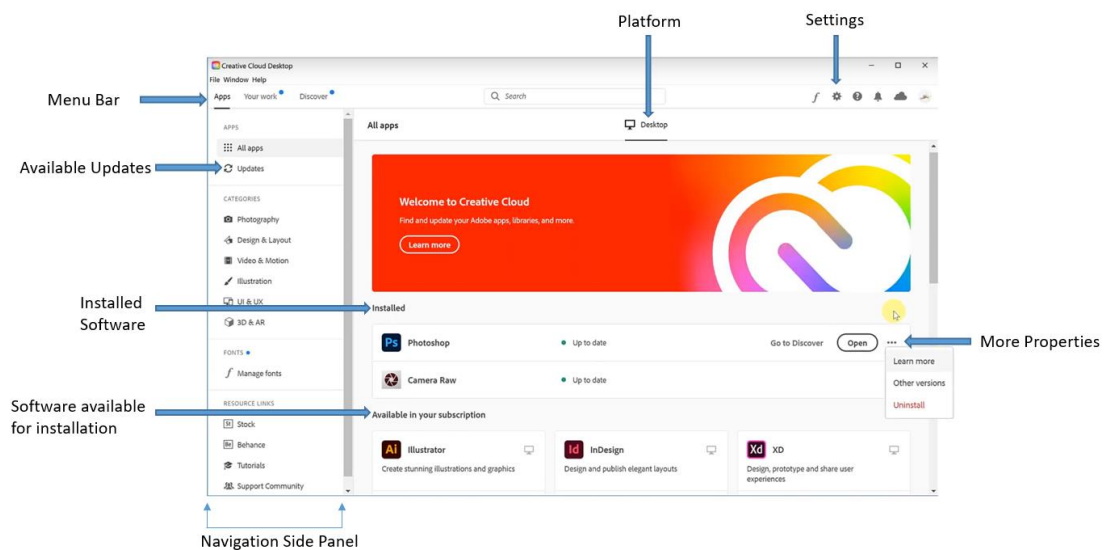 Platform
Settings
Creative Cloud Desktop
File Window Help
Menu Bar
Apps Your work Discover
Search
APPS
All apps
Desktop
All apps
Available Updates
Updates
CATEGORIES
Photography
Design & Layout
Video & Motion
Illustration
UI & UX
3D & AR
FONTS
Manage fonts
RESOURCE LINKS
St Stock
Be Behance
Tutorials
Support Community
Welcome to Creative Cloud
Find and update your Adobe apps, libraries, and more.
Learn more
Installed
Software
Installed
Ps Photoshop
Up to date
Go to Discover
Open
More Properties
Learn more
Other versions
Uninstall
Camera Raw
Up to date
Software available
for installation
Available in your subscription
Ai Illustrator
Create stunning illustrations and graphics
Id InDesign
Design and publish elegant layouts
Xd XD
Design, prototype and share user
experiences
Navigation Side Panel